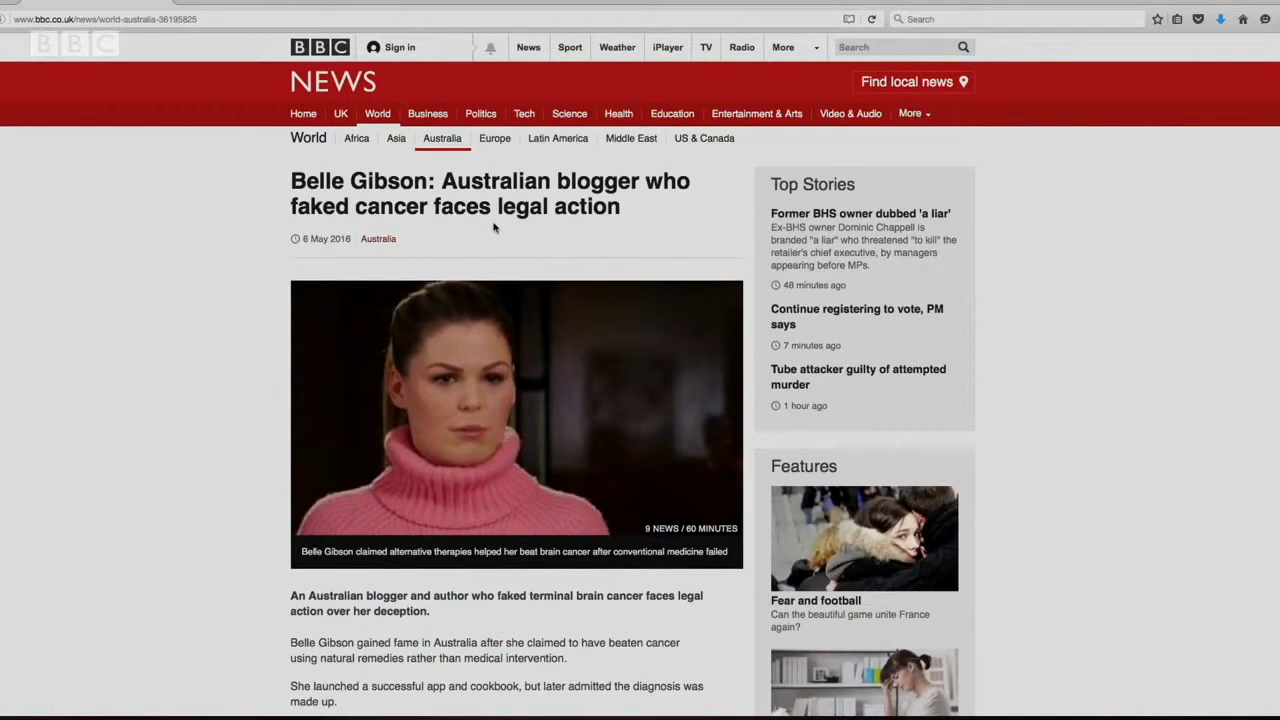 www.bbc.co.uk/news/world-australia-36195825
Search
BBC
BBC
Sign in
News
Sport
Weather
iPlayer
TV
Radio
More
Search
NEWS
Find local news
Home
UK
World
Business
Politics
Tech
Science
Health
Education
Entertainment & Arts
Video & Audio
More
World
Africa
Asia
Australia
Europe
Latin America
Middle East
US & Canada
Belle Gibson: Australian blogger who
faked cancer faces legal action
6 May 2016
Australia
9 NEWS / 60 MINUTES
Belle Gibson claimed alternative therapies helped her beat brain cancer after conventional medicine failed
An Australian blogger and author who faked terminal brain cancer faces legal
action over her deception.
Belle Gibson gained fame in Australia after she claimed to have beaten cancer
using natural remedies rather than medical intervention.
She launched a successful app and cookbook, but later admitted the diagnosis was
made up.
Top Stories
Former BHS owner dubbed 'a liar'
Ex-BHS owner Dominic Chappell is
branded "a liar" who threatened "to kill" the
retailer's chief executive, by managers
appearing before MPs.
48 minutes ago
Continue registering to vote, PM
says
7 minutes ago
Tube attacker guilty of attempted
murder
1 hour ago
Features
Fear and football
Can the beautiful game unite France
again?